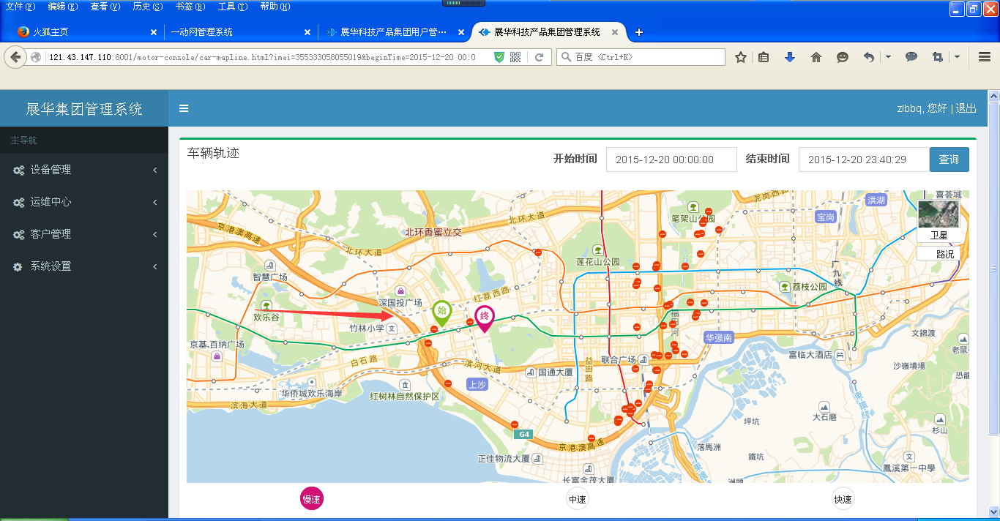 文件(F) 编辑(E) 查看(V) 历史(S) 书签(B) 工具(T) 帮助(H)
火狐主页 一动网管理系统 展华科技产品集团用户管… 展华科技产品集团管理系统
121.43.147.110:8001/motor-console/car-mapline.html?imei=355333058055019&beginTime=2015-12-20 00:0
百度 <Ctrl+K>
展华集团管理系统
zlbbq, 您好 | 退出
主导航
设备管理
运维中心
客户管理
系统设置
车辆轨迹
开始时间 2015-12-20 00:00:00 结束时间 2015-12-20 23:40:29 查询
泥岗西路
洪湖
喜荟城
宝岗
笔架山公园
北环大道
京港澳高速
北环香蜜立交
卫星
北环大道
路况
莲花山公园
广九线
智慧广场
荔枝公园
红荔西路
深国投广场
始
终
欢乐谷
福田河
竹林小学
华强南
文錦渡
京基·百纳广场
老鼠
富临大酒店
联合广场
白石路
益田路
滨河大道
沙嶺墳場
国通大厦
恐龍
上沙
华侨城欢乐海岸
红树林自然保护区
東鐵綫
滨海大道
大石磨
坪坑
杉山
G4
京港澳高速
落馬洲
鐵坑
正佳物流大厦
鳳溪第一中學
東鐵
长富金茂大厦
洲頭
慢速 中速 快速